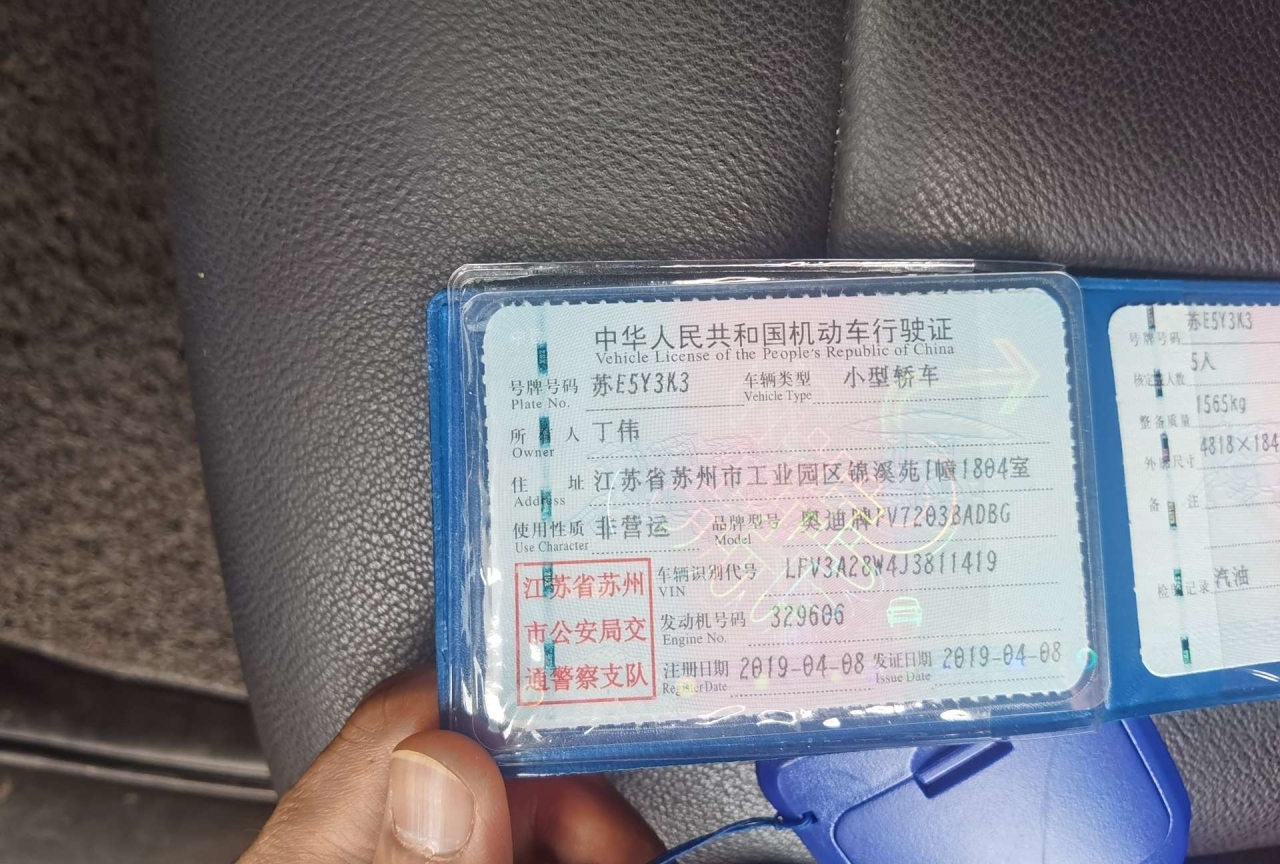 中华人民共和国机动车行驶证
Vehicle License of the People's Republic of China
号牌号码 苏E5Y3K3 车辆类型 小型轿车
Plate No. Vehicle Type
所有人 丁伟
Owner
住址 江苏省苏州市工业园区锦溪苑1幢1804室
Address
使用性质 非营运 品牌型号 奥迪牌FV7203BADBG
Use Character Model
江苏省苏州
市公安局交
通警察支队
车辆识别代号 LFV3A28W4J3811419
VIN
发动机号码 329606
Engine No.
注册日期 2019-04-08 发证日期 2019-04-08
Register Date Issue Date
号牌号码 苏E5Y3K3
核定载人数 5人
整备质量 1565kg
外廓尺寸 4818×184
备注
检验记录 汽油